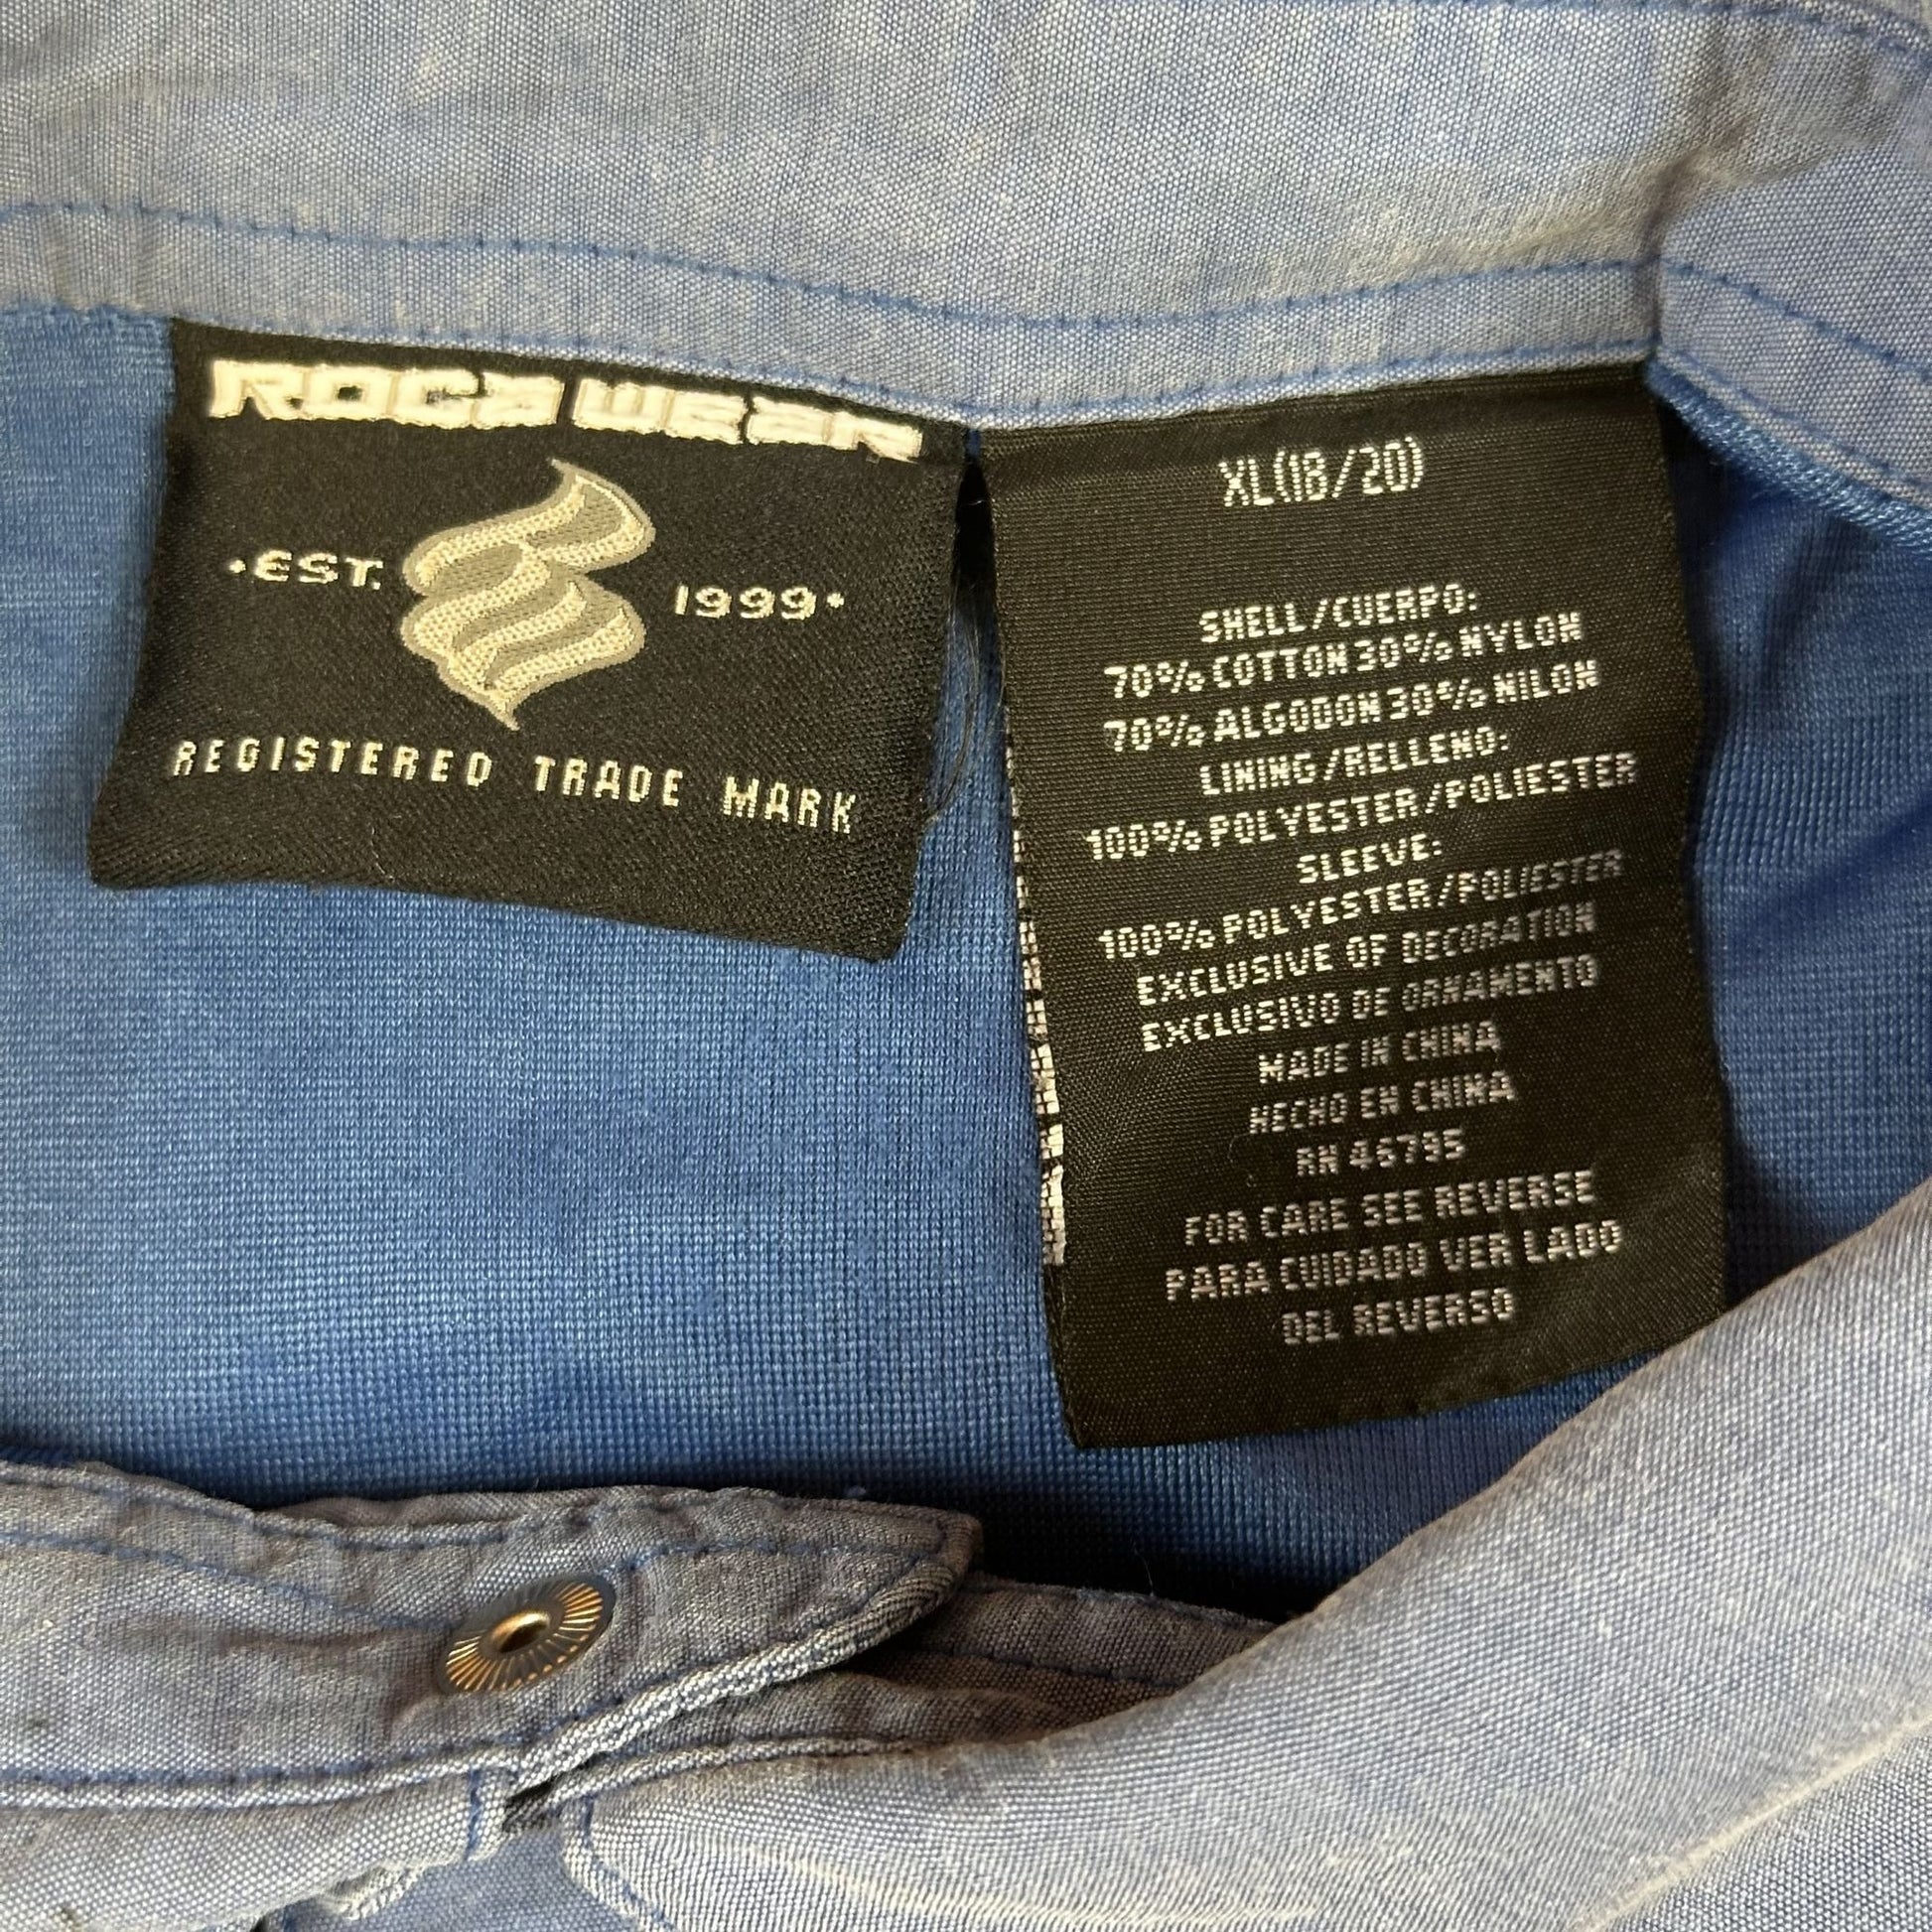 ROCAWEAR
·EST. 1999·
REGISTERED TRADE MARK
XL(18/20)
SHELL/CUERPO:
70% COTTON 30% NYLON
70% ALGODON 30% NILON
LINING/RELLENO:
100% POLYESTER/POLIESTER
SLEEVE:
100% POLYESTER/POLIESTER
EXCLUSIVE OF DECORATION
EXCLUSIVO DE ORNAMENTO
MADE IN CHINA
HECHO EN CHINA
RN 46795
FOR CARE SEE REVERSE
PARA CUIDADO VER LADO
DEL REVERSO